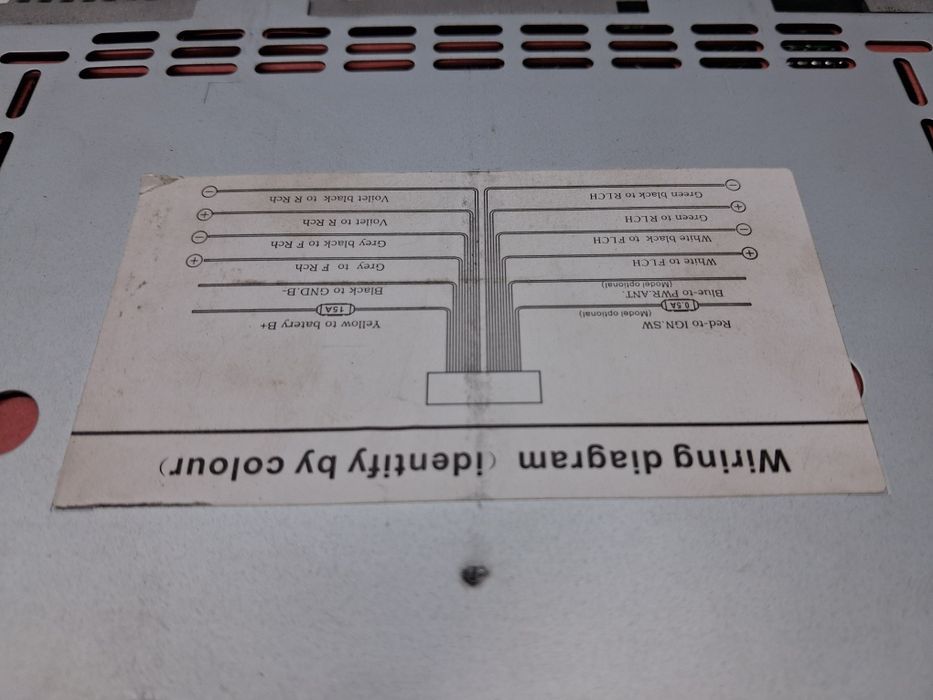 Wiring diagram (identify by colour)
Red-to IGN.SW
(Model optional)
0.5A
Blue-to PWR.ANT.
(Model optional)
White to FLCH
+
White black to FLCH
−
Green to RLCH
+
Green black to RLCH
−
Yellow to batery B+
15A
Black to GND.B-
Grey to F Rch
+
Grey black to F Rch
−
Voilet to R Rch
+
Voilet black to R Rch
−